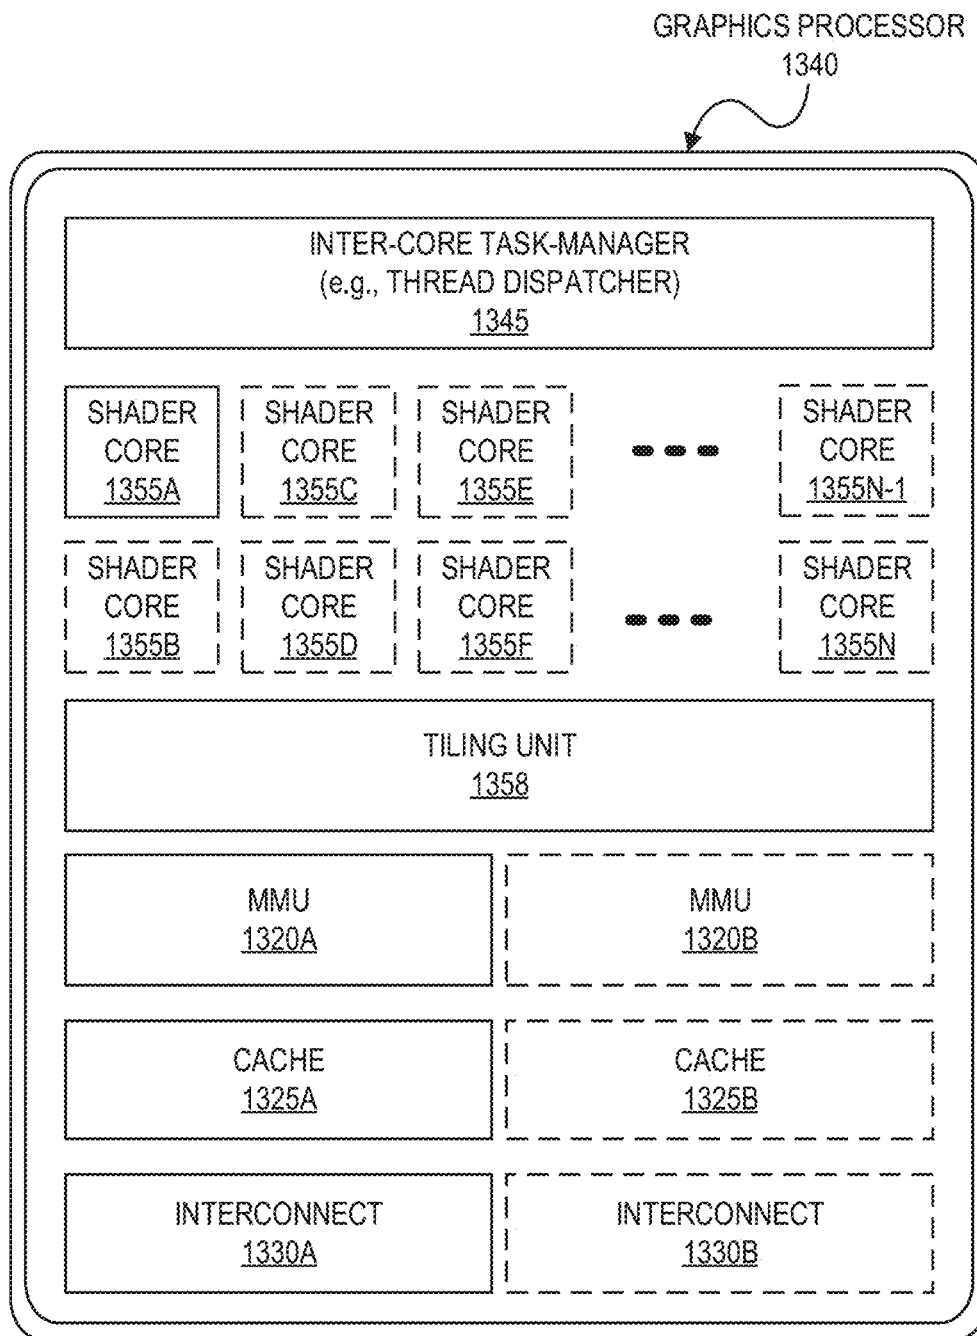 GRAPHICS PROCESSOR
1340
INTER-CORE TASK-MANAGER
(e.g., THREAD DISPATCHER)
1345
SHADER
CORE
1355A
SHADER
CORE
1355C
SHADER
CORE
1355E
SHADER
CORE
1355N-1
SHADER
CORE
1355B
SHADER
CORE
1355D
SHADER
CORE
1355F
SHADER
CORE
1355N
TILING UNIT
1358
MMU
1320A
MMU
1320B
CACHE
1325A
CACHE
1325B
INTERCONNECT
1330A
INTERCONNECT
1330B